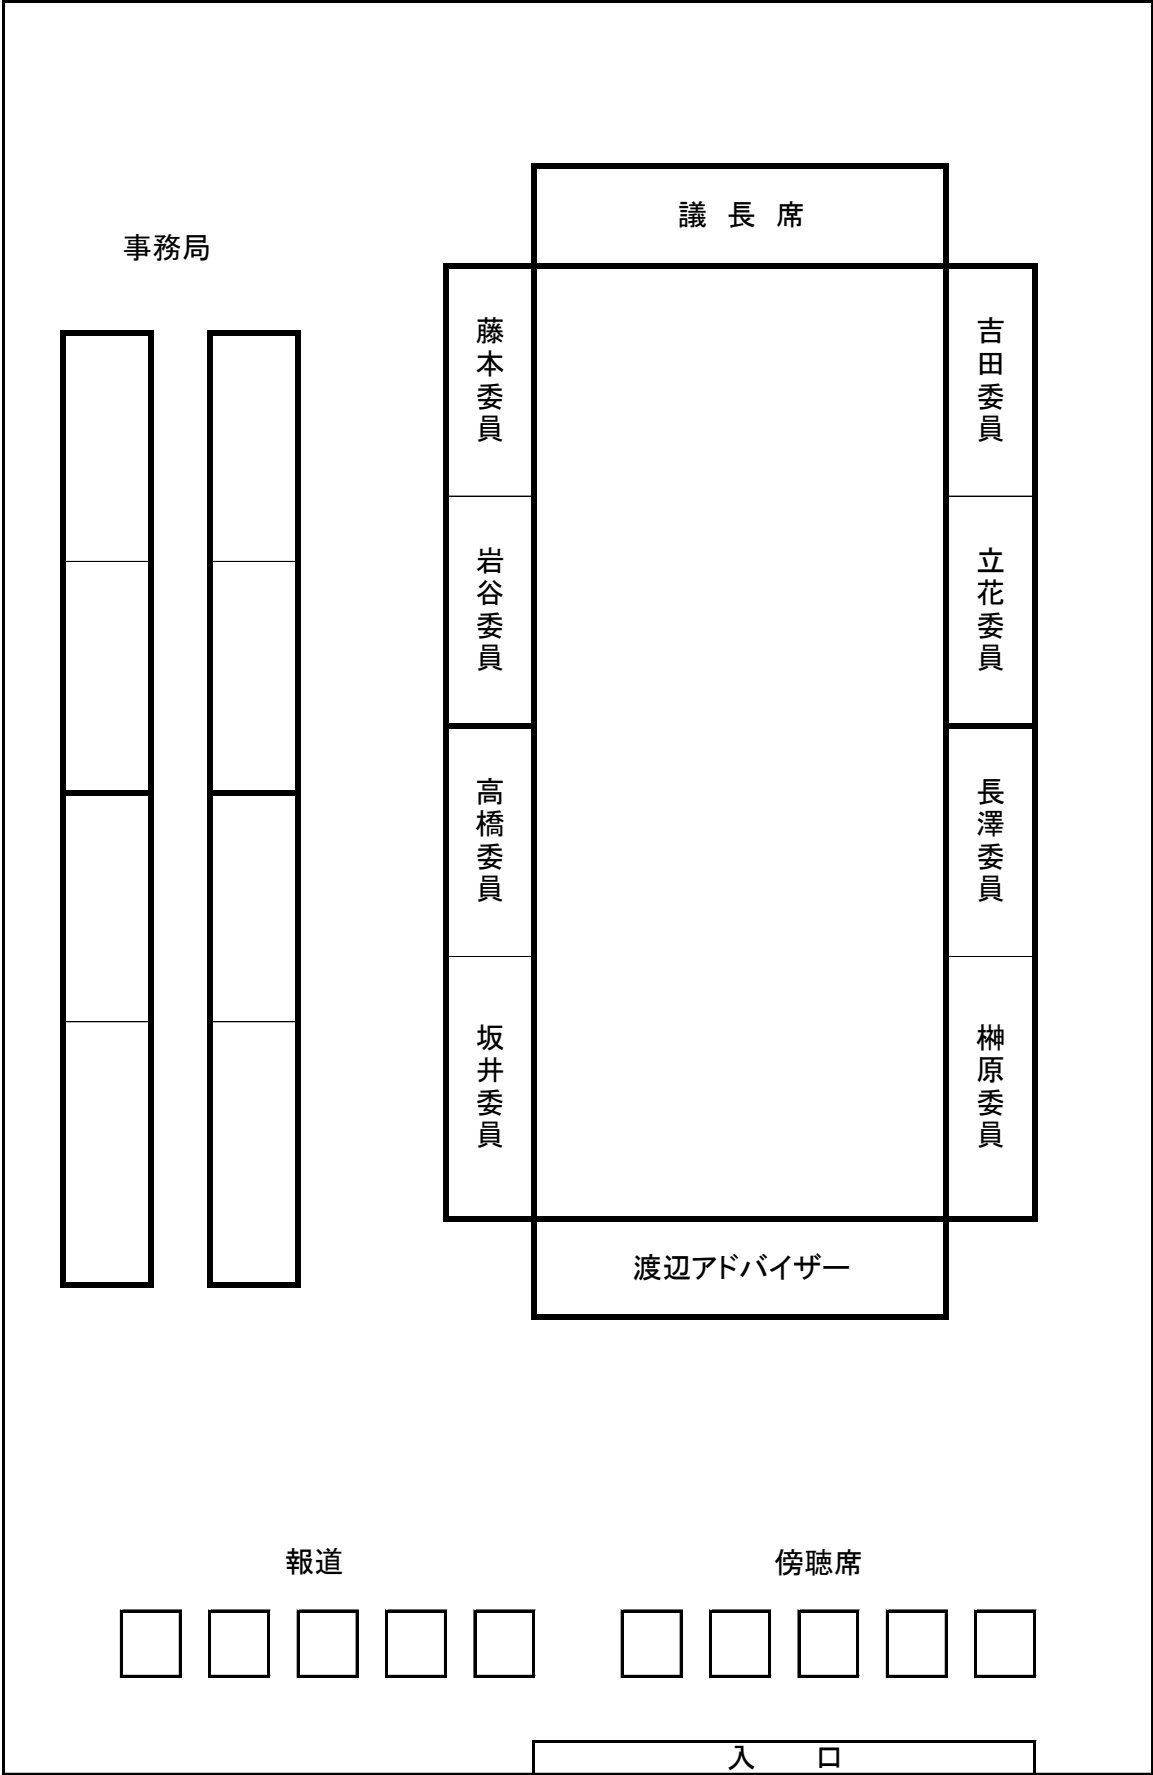 議長席
事務局
藤本委員
吉田委員
岩谷委員
立花委員
高橋委員
長澤委員
坂井委員
榊原委員
渡辺アドバイザー
報道
傍聴席
入口